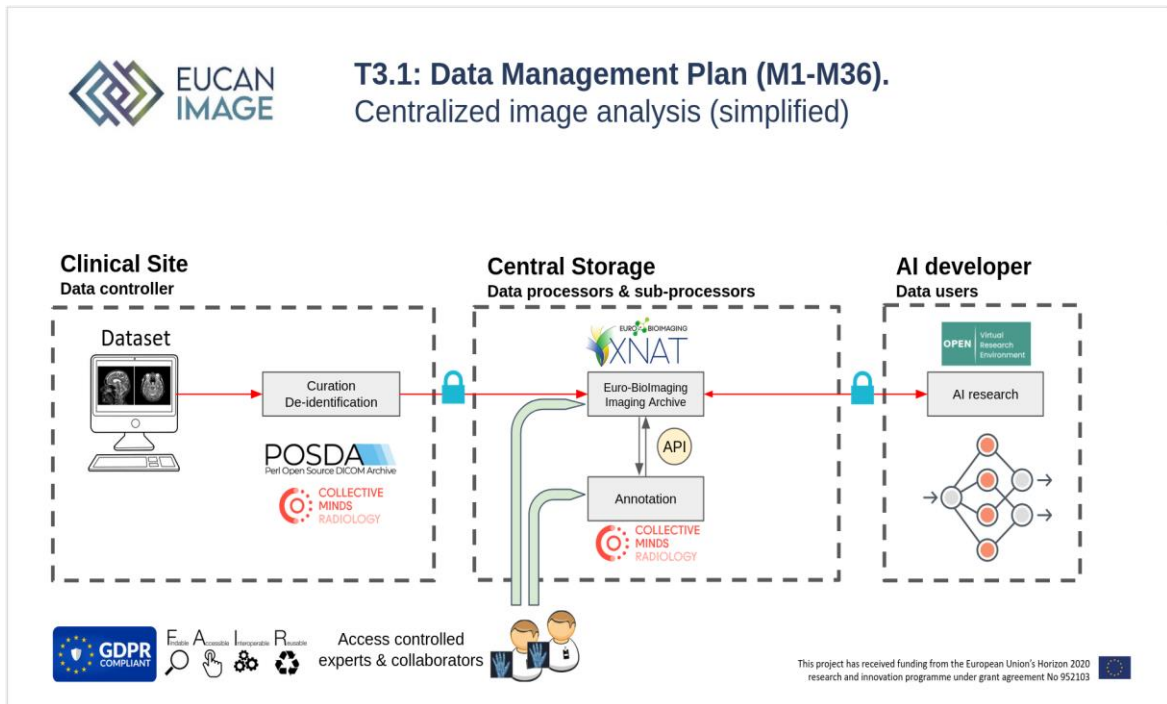 EUCAN
IMAGE
T3.1: Data Management Plan (M1-M36).
Centralized image analysis (simplified)
Clinical Site
Data controller
Dataset
Curation
De-identification
POSDA
Perl Open Source DICOM Archive
COLLECTIVE
MINDS
RADIOLOGY
Central Storage
Data processors & sub-processors
EURO BIOIMAGING
XNAT
Euro-BioImaging
Imaging Archive
API
Annotation
COLLECTIVE
MINDS
RADIOLOGY
AI developer
Data users
OPEN
Virtual
Research
Environment
AI research
GDPR
COMPLIANT
Findable Accessible Interoperable Reusable
Access controlled
experts & collaborators
This project has received funding from the European Union's Horizon 2020
research and innovation programme under grant agreement No 952103